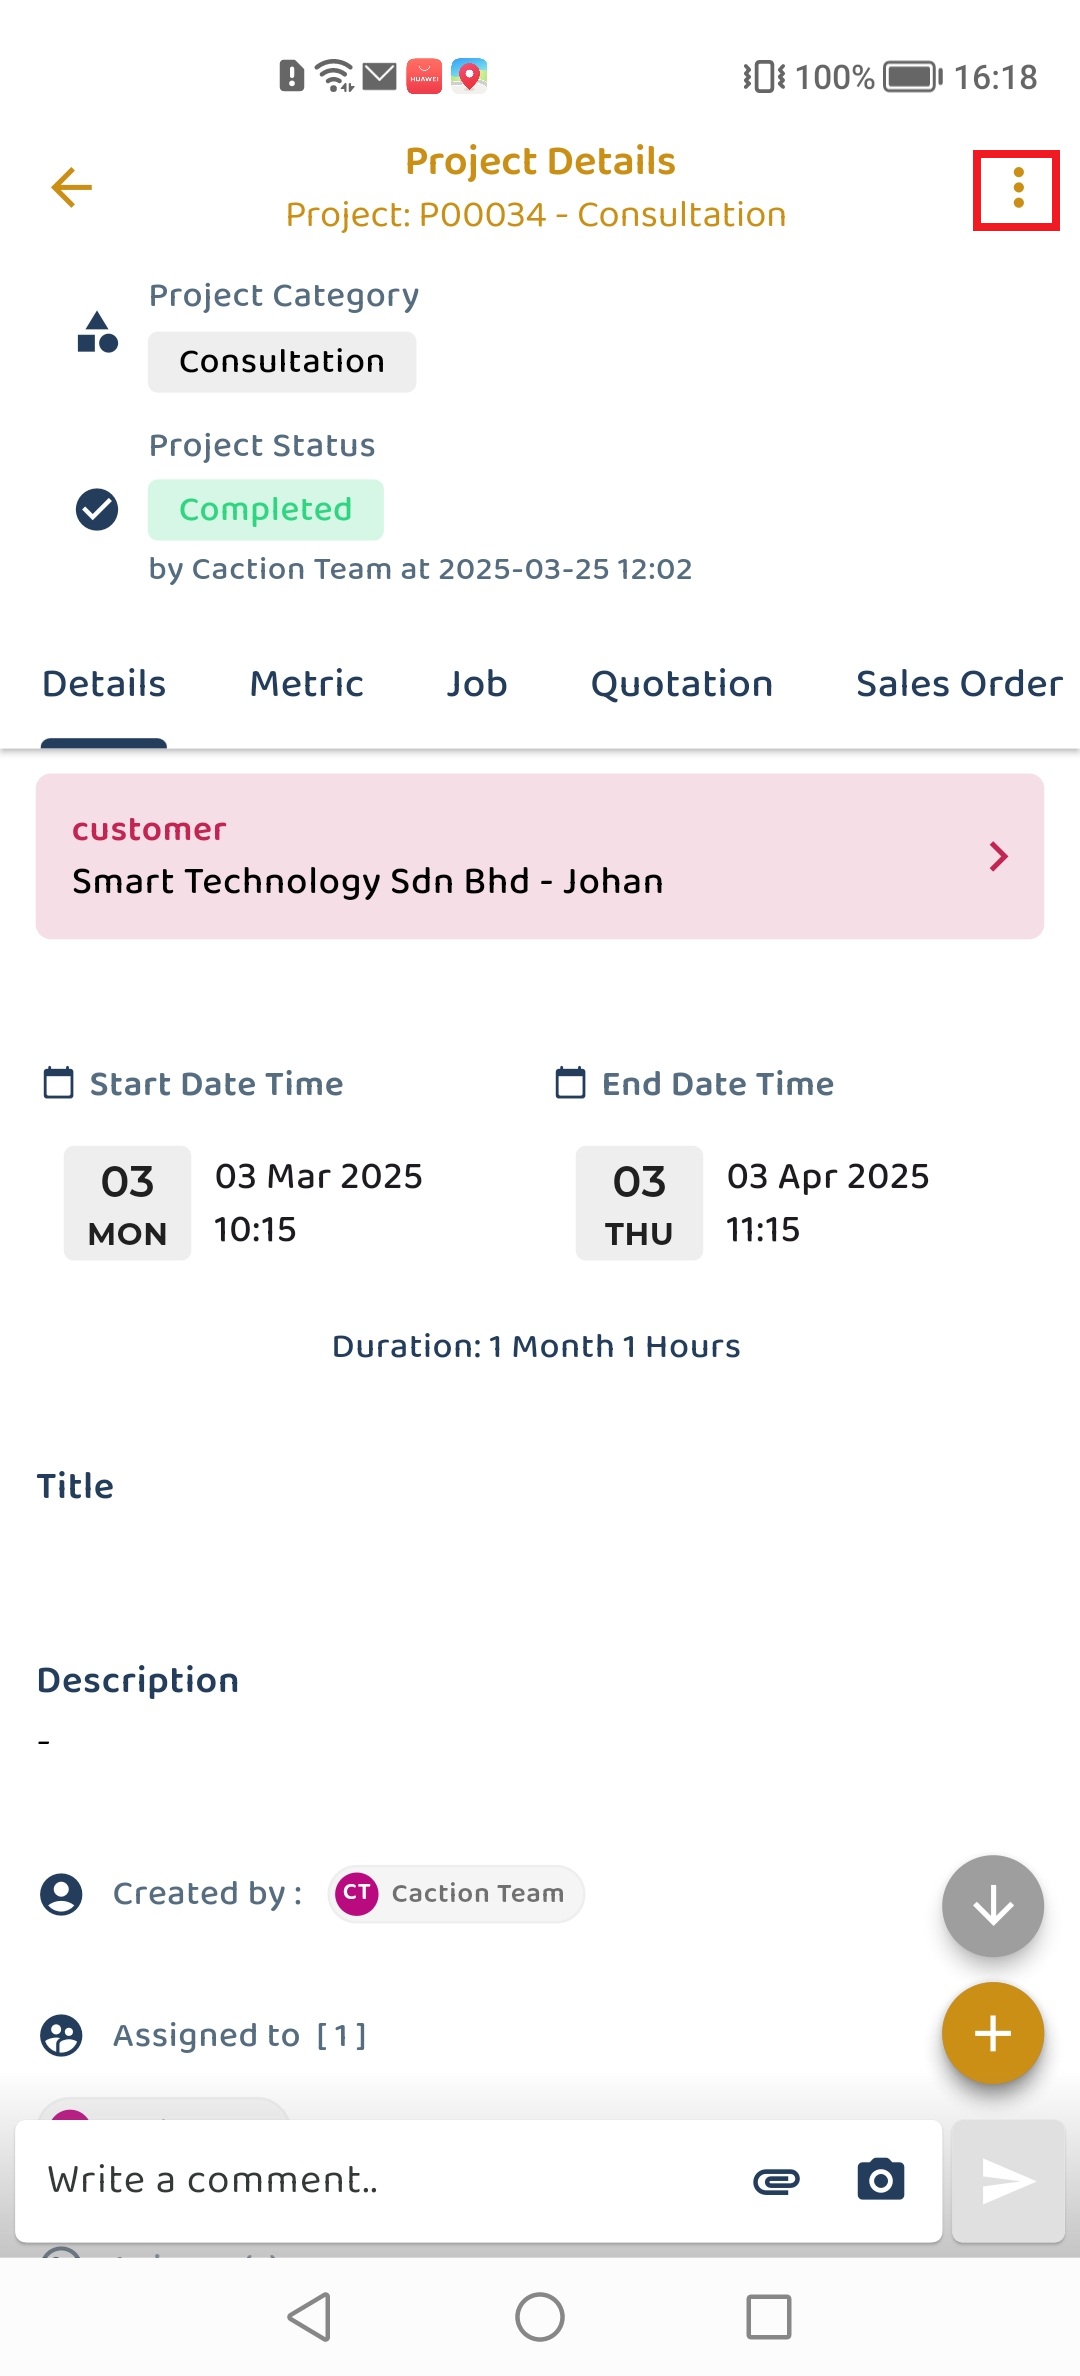 HUAWEI
100%
16:18
Project Details
Project: P00034 - Consultation
Project Category
Consultation
Project Status
Completed
by Caction Team at 2025-03-25 12:02
Details Metric Job Quotation Sales Order
customer
Smart Technology Sdn Bhd - Johan
Start Date Time
End Date Time
03
MON
03 Mar 2025
10:15
03
THU
03 Apr 2025
11:15
Duration: 1 Month 1 Hours
Title
Description
-
Created by :
CT Caction Team
Assigned to [ 1 ]
Write a comment..